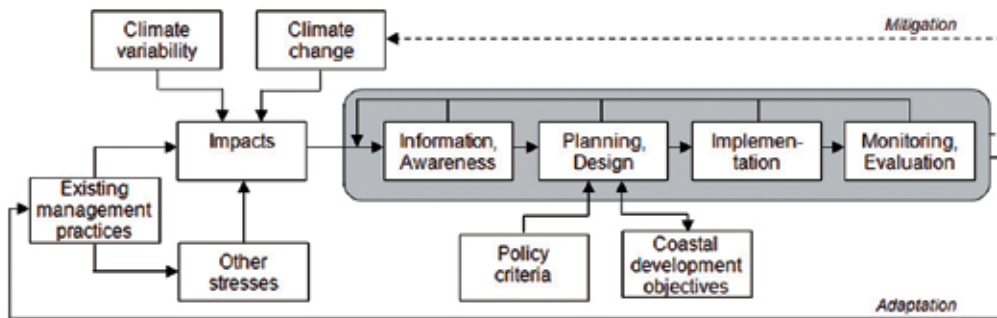 Climate
variability
Climate
change
Mitigation
Impacts
Information,
Awareness
Planning,
Design
Implemen-
tation
Monitoring,
Evaluation
Existing
management
practices
Other
stresses
Policy
criteria
Coastal
development
objectives
Adaptation